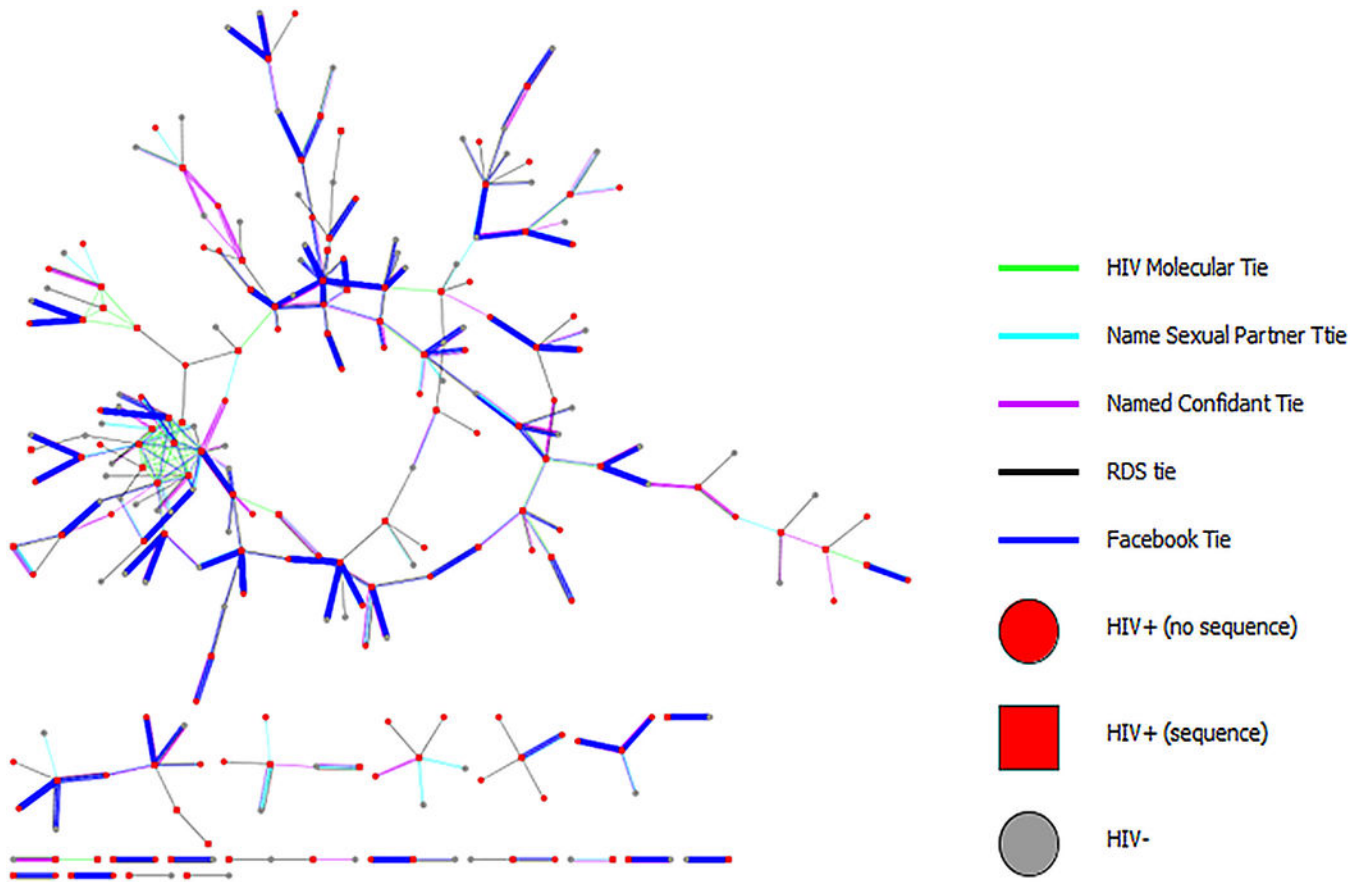 HIV Molecular Tie
Name Sexual Partner Ttie
Named Confidant Tie
RDS tie
Facebook Tie
HIV+ (no sequence)
HIV+ (sequence)
HIV-